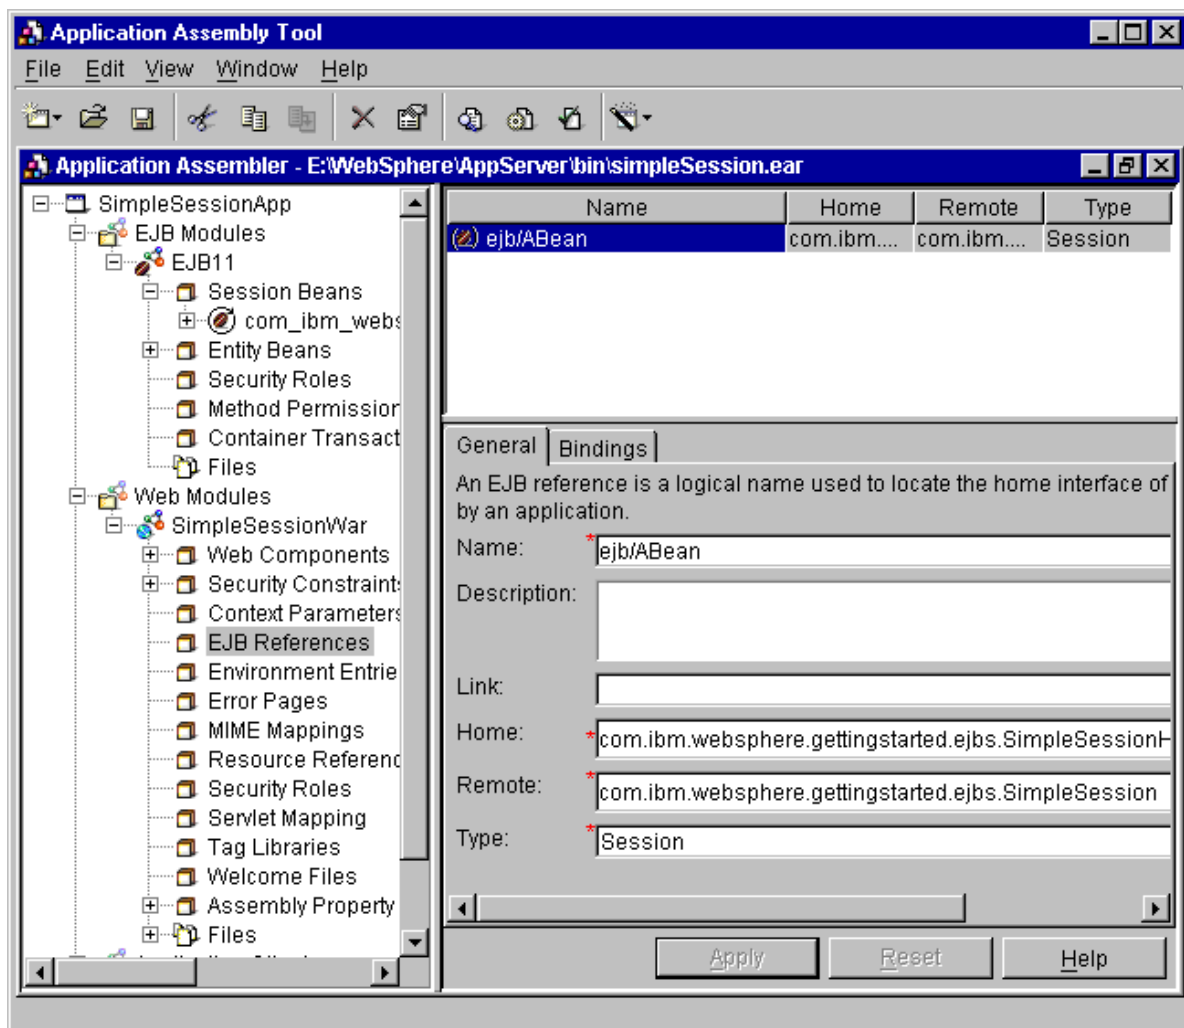 Application Assembly Tool
File Edit View Window Help
Application Assembler - E:\WebSphere\AppServer\bin\simpleSession.ear
SimpleSessionApp
EJB Modules
EJB11
Session Beans
com_ibm_webs
Entity Beans
Security Roles
Method Permission
Container Transact
Files
Web Modules
SimpleSessionWar
Web Components
Security Constraints
Context Parameters
EJB References
Environment Entrie
Error Pages
MIME Mappings
Resource Referenc
Security Roles
Servlet Mapping
Tag Libraries
Welcome Files
Assembly Property
Files
Name Home Remote Type
ejb/ABean com.ibm.... com.ibm.... Session
General Bindings
An EJB reference is a logical name used to locate the home interface of
by an application.
Name: *ejb/ABean
Description:
Link:
Home: *com.ibm.websphere.gettingstarted.ejbs.SimpleSessionH
Remote: *com.ibm.websphere.gettingstarted.ejbs.SimpleSession
Type: *Session
Apply Reset Help